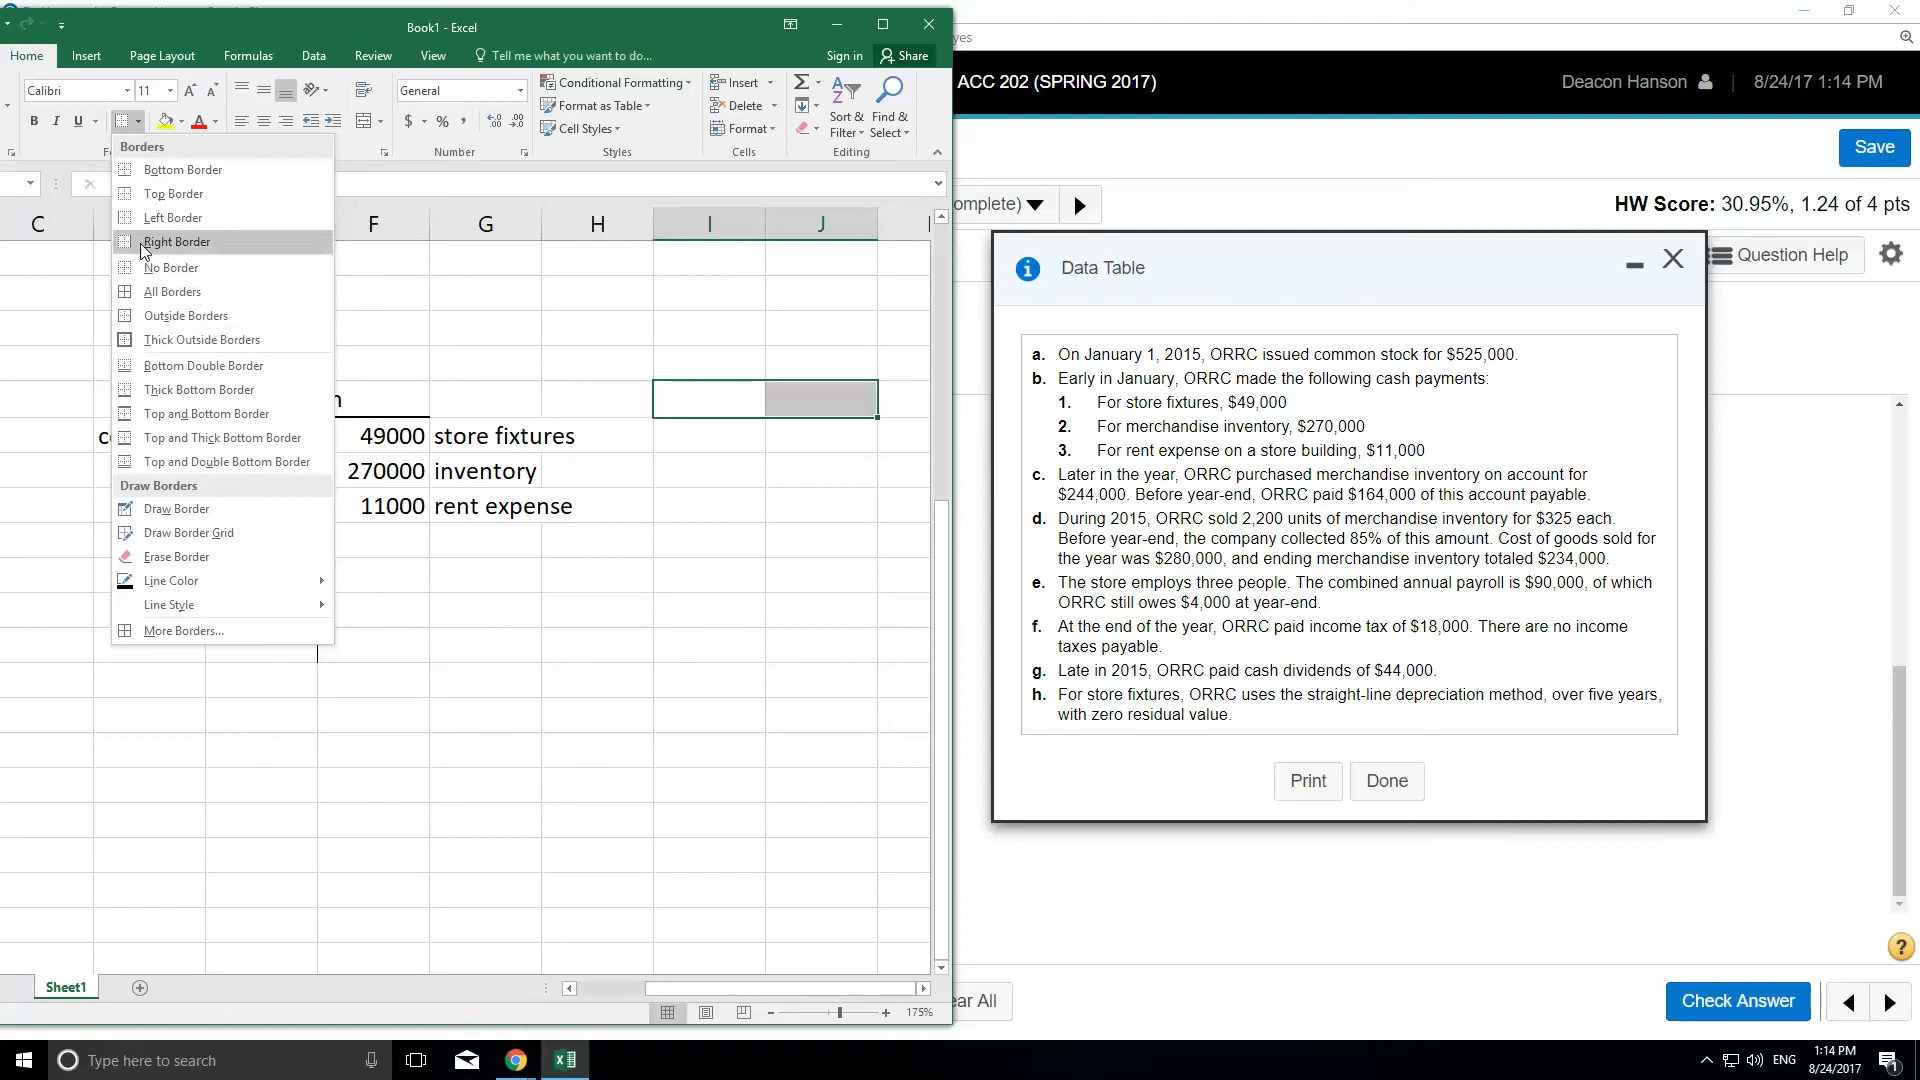 Book1 - Excel
Home Insert Page Layout Formulas Data Review View Tell me what you want to do... Sign in Share
Calibri 11 General Conditional Formatting Insert
Format as Table Delete
B I U A $ % Cell Styles Format Sort & Filter Find & Select
Number Styles Cells Editing
Borders
Bottom Border
Top Border
Left Border
Right Border
No Border
All Borders
Outside Borders
Thick Outside Borders
Bottom Double Border
Thick Bottom Border
Top and Bottom Border
Top and Thick Bottom Border
Top and Double Bottom Border
Draw Borders
Draw Border
Draw Border Grid
Erase Border
Line Color
Line Style
More Borders...
C F G H I J
49000 store fixtures
270000 inventory
11000 rent expense
Sheet1
175%
yes
ACC 202 (SPRING 2017) Deacon Hanson 8/24/17 1:14 PM
Save
omplete) HW Score: 30.95%, 1.24 of 4 pts
Question Help
Data Table
a. On January 1, 2015, ORRC issued common stock for $525,000.
b. Early in January, ORRC made the following cash payments:
1. For store fixtures, $49,000
2. For merchandise inventory, $270,000
3. For rent expense on a store building, $11,000
c. Later in the year, ORRC purchased merchandise inventory on account for
$244,000. Before year-end, ORRC paid $164,000 of this account payable.
d. During 2015, ORRC sold 2,200 units of merchandise inventory for $325 each.
Before year-end, the company collected 85% of this amount. Cost of goods sold for
the year was $280,000, and ending merchandise inventory totaled $234,000.
e. The store employs three people. The combined annual payroll is $90,000, of which
ORRC still owes $4,000 at year-end.
f. At the end of the year, ORRC paid income tax of $18,000. There are no income
taxes payable.
g. Late in 2015, ORRC paid cash dividends of $44,000.
h. For store fixtures, ORRC uses the straight-line depreciation method, over five years,
with zero residual value.
Print Done
?
ear All Check Answer
Type here to search ENG 1:14 PM
8/24/2017 1